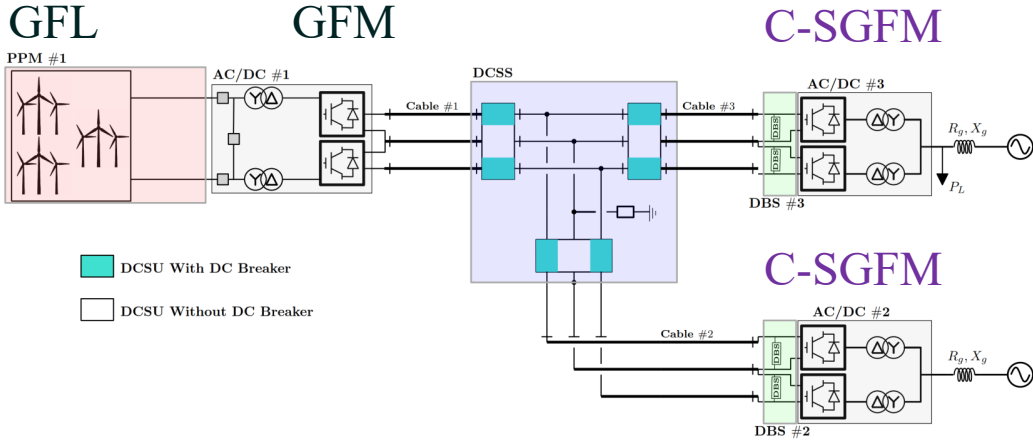 GFL
GFM
C-SGFM
PPM #1
AC/DC #1
DCSS
AC/DC #3
Cable #1
Cable #3
DBS
DBS
R_g, X_g
P_L
DBS #3
DCSU With DC Breaker
DCSU Without DC Breaker
C-SGFM
AC/DC #2
Cable #2
DBS
DBS
R_g, X_g
DBS #2